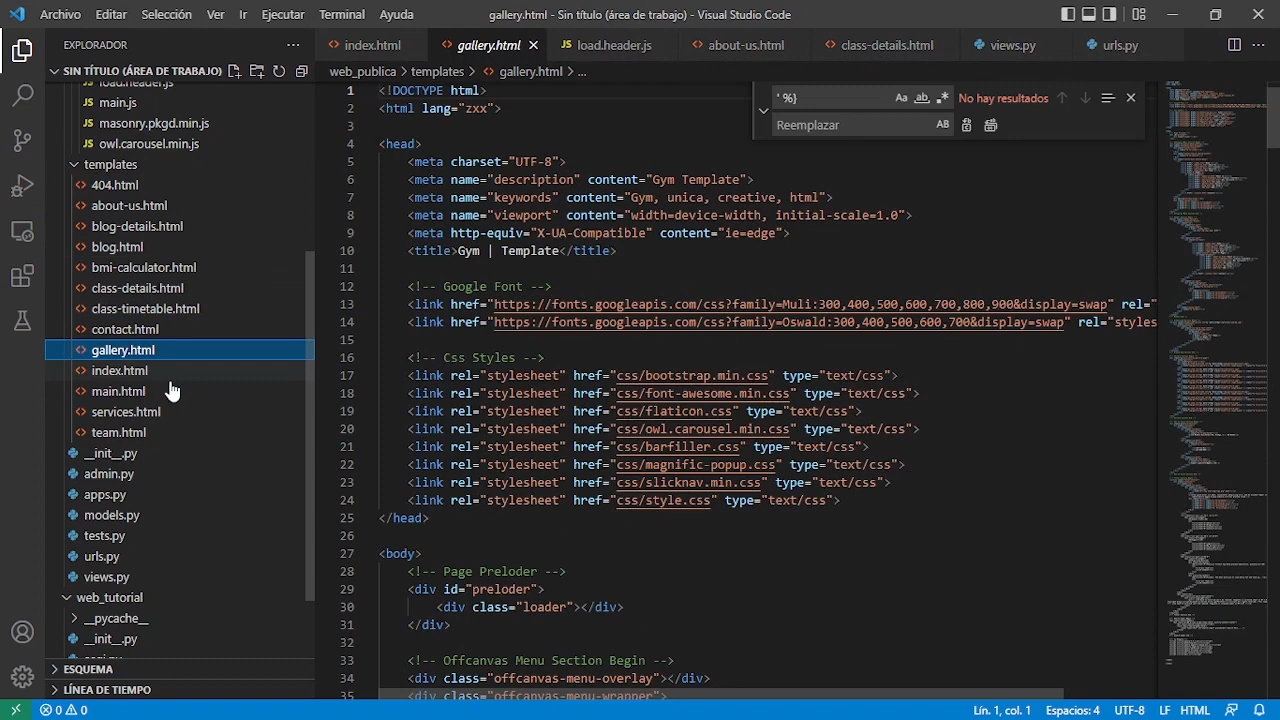 Archivo Editar Selección Ver Ir Ejecutar Terminal Ayuda gallery.html - Sin título (área de trabajo) - Visual Studio Code
EXPLORADOR
index.html gallery.html load.header.js about-us.html class-details.html views.py urls.py
SIN TÍTULO (ÁREA DE TRABAJO)
load.header.js
main.js
masonry.pkgd.min.js
owl.carousel.min.js
templates
404.html
about-us.html
blog-details.html
blog.html
bmi-calculator.html
class-details.html
class-timetable.html
contact.html
gallery.html
index.html
main.html
services.html
team.html
__init__.py
admin.py
apps.py
models.py
tests.py
urls.py
views.py
web_tutorial
__pycache__
__init__.py
ESQUEMA
LÍNEA DE TIEMPO
web_publica > templates > gallery.html > ...
' %} Aa ab .* No hay resultados
Reemplazar AB
1 <!DOCTYPE html>
2 <html lang="zxx">
3
4 <head>
5 <meta charset="UTF-8">
6 <meta name="description" content="Gym Template">
7 <meta name="keywords" content="Gym, unica, creative, html">
8 <meta name="viewport" content="width=device-width, initial-scale=1.0">
9 <meta http-equiv="X-UA-Compatible" content="ie=edge">
10 <title>Gym | Template</title>
11
12 <!-- Google Font -->
13 <link href="https://fonts.googleapis.com/css?family=Muli:300,400,500,600,700,800,900&display=swap" rel="
14 <link href="https://fonts.googleapis.com/css?family=Oswald:300,400,500,600,700&display=swap" rel="styles
15
16 <!-- Css Styles -->
17 <link rel="stylesheet" href="css/bootstrap.min.css" type="text/css">
18 <link rel="stylesheet" href="css/font-awesome.min.css" type="text/css">
19 <link rel="stylesheet" href="css/flaticon.css" type="text/css">
20 <link rel="stylesheet" href="css/owl.carousel.min.css" type="text/css">
21 <link rel="stylesheet" href="css/barfiller.css" type="text/css">
22 <link rel="stylesheet" href="css/magnific-popup.css" type="text/css">
23 <link rel="stylesheet" href="css/slicknav.min.css" type="text/css">
24 <link rel="stylesheet" href="css/style.css" type="text/css">
25 </head>
26
27 <body>
28 <!-- Page Preloder -->
29 <div id="preloder">
30 <div class="loader"></div>
31 </div>
32
33 <!-- Offcanvas Menu Section Begin -->
34 <div class="offcanvas-menu-overlay"></div>
35 <div class="offcanvas-menu-wrapper">
0 0 Lín. 1, col. 1 Espacios: 4 UTF-8 LF HTML